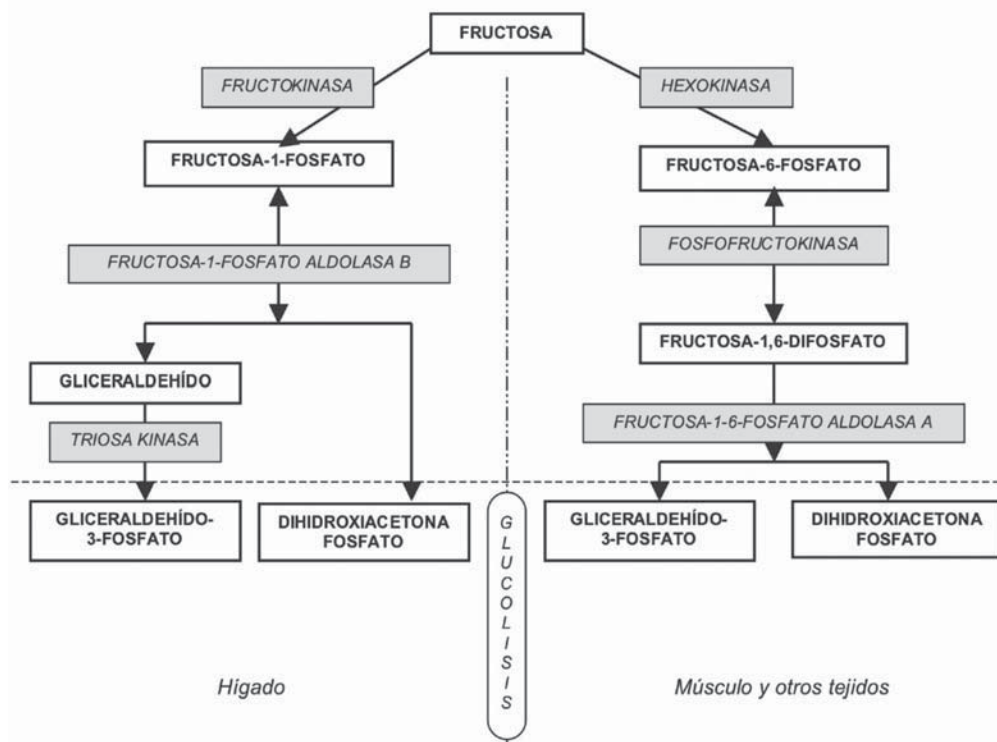 FRUCTOSA
FRUCTOKINASA
HEXOKINASA
FRUCTOSA-1-FOSFATO
FRUCTOSA-6-FOSFATO
FRUCTOSA-1-FOSFATO ALDOLASA B
FOSFOFRUCTOKINASA
FRUCTOSA-1,6-DIFOSFATO
GLICERALDEHÍDO
FRUCTOSA-1-6-FOSFATO ALDOLASA A
TRIOSA KINASA
GLICERALDEHÍDO-
3-FOSFATO
DIHIDROXIACETONA
FOSFATO
GLUCOLISIS
GLICERALDEHÍDO-
3-FOSFATO
DIHIDROXIACETONA
FOSFATO
Hígado
Músculo y otros tejidos